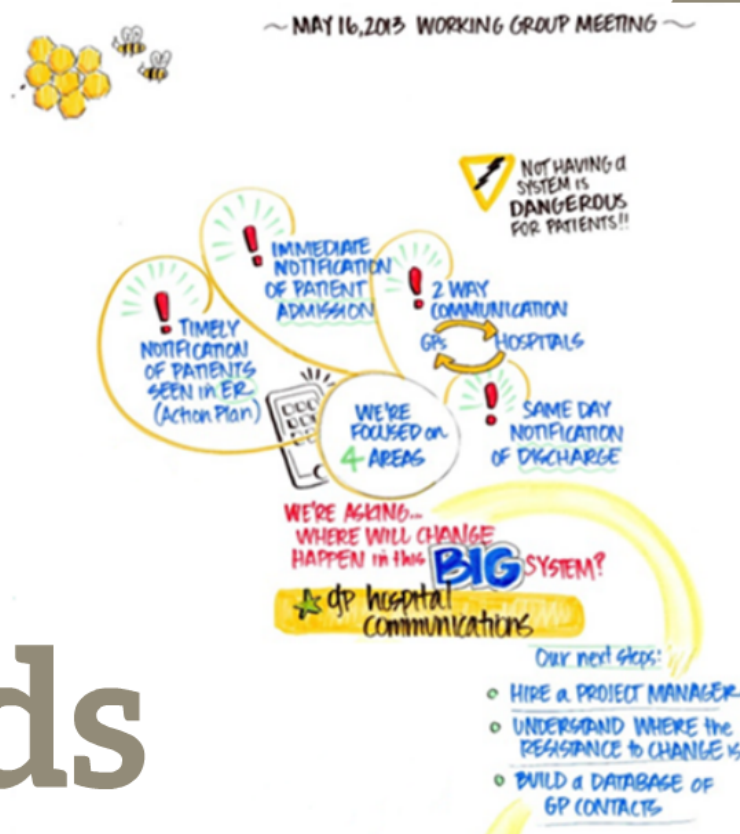 ~ MAY 16, 2013 WORKING GROUP MEETING ~
NOT HAVING a
SYSTEM IS
DANGEROUS
FOR PATIENTS!!
! IMMEDIATE
NOTIFICATION
OF PATIENT
ADMISSION
! 2 WAY
COMMUNICATION
GPs HOSPITALS
! TIMELY
NOTIFICATION
OF PATIENTS
SEEN in ER
(Action Plan)
WE'RE
FOCUSED on
4 AREAS
! SAME DAY
NOTIFICATION
OF DISCHARGE
WE'RE ASKING...
WHERE WILL CHANGE
HAPPEN in this BIG SYSTEM?
gp hospital
communications
ds
Our next steps:
HIRE a PROJECT MANAGER
UNDERSTAND WHERE the
RESISTANCE to CHANGE IS
BUILD a DATABASE OF
GP CONTACTS